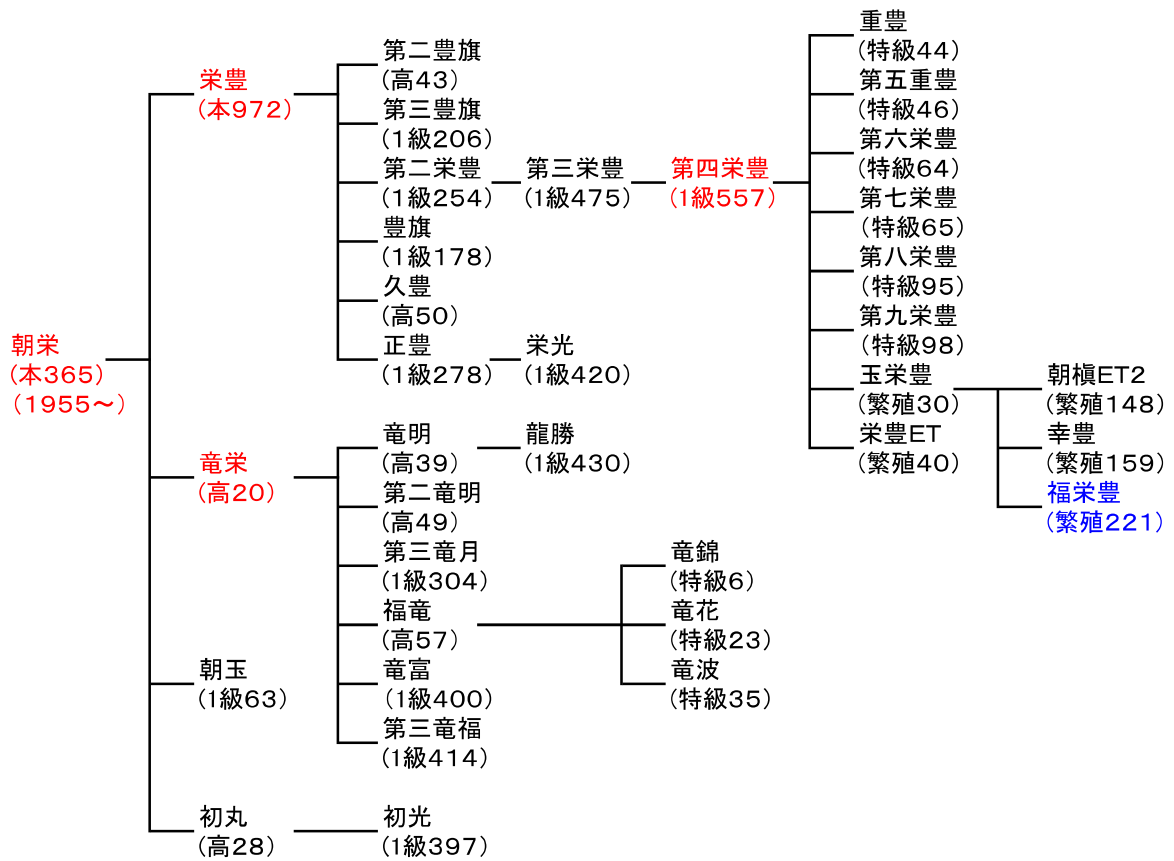 朝栄
(本365)
(1955～)
栄豊
(本972)
第二豊旗
(高43)
第三豊旗
(1級206)
第二栄豊
(1級254)
第三栄豊
(1級475)
第四栄豊
(1級557)
重豊
(特級44)
第五重豊
(特級46)
第六栄豊
(特級64)
第七栄豊
(特級65)
第八栄豊
(特級95)
第九栄豊
(特級98)
玉栄豊
(繁殖30)
朝槇ET2
(繁殖148)
幸豊
(繁殖159)
福栄豊
(繁殖221)
栄豊ET
(繁殖40)
豊旗
(1級178)
久豊
(高50)
正豊
(1級278)
栄光
(1級420)
竜栄
(高20)
竜明
(高39)
龍勝
(1級430)
第二竜明
(高49)
第三竜月
(1級304)
福竜
(高57)
竜錦
(特級6)
竜花
(特級23)
竜波
(特級35)
竜富
(1級400)
第三竜福
(1級414)
朝玉
(1級63)
初丸
(高28)
初光
(1級397)